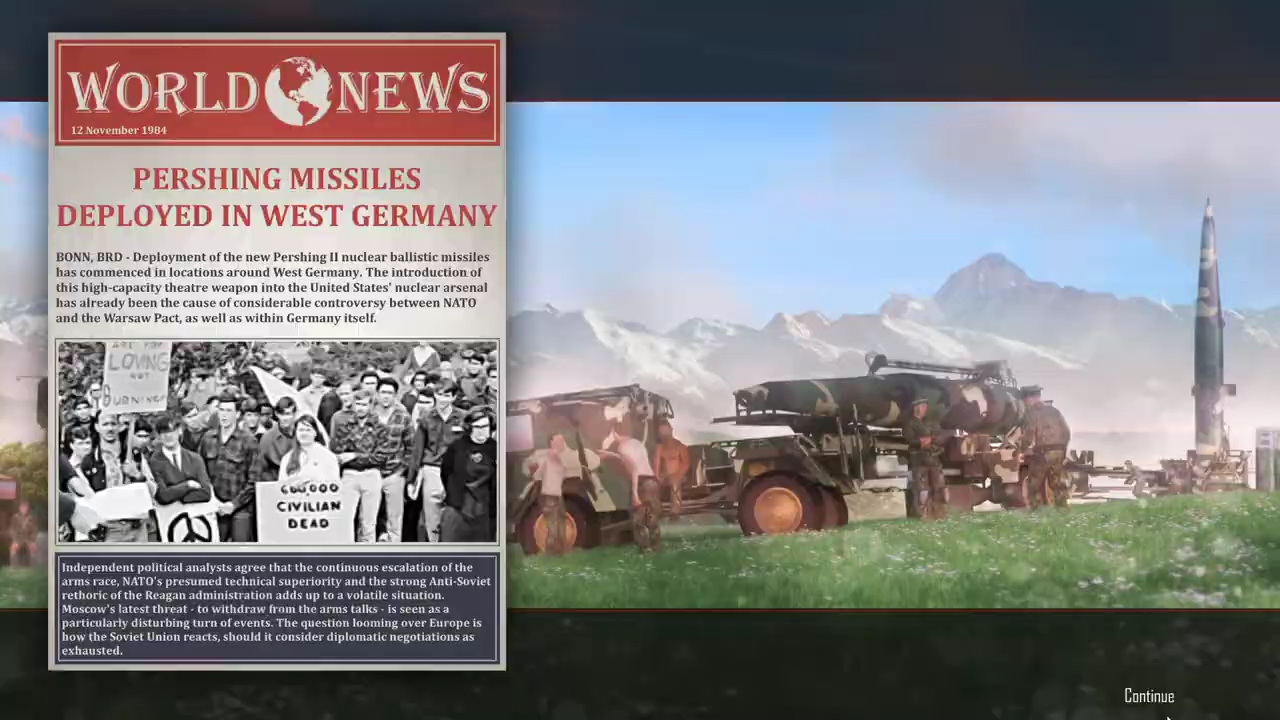 WORLD NEWS
12 November 1984
PERSHING MISSILES
DEPLOYED IN WEST GERMANY
BONN, BRD - Deployment of the new Pershing II nuclear ballistic missiles
has commenced in locations around West Germany. The introduction of
this high-capacity theatre weapon into the United States' nuclear arsenal
has already been the cause of considerable controversy between NATO
and the Warsaw Pact, as well as within Germany itself.
LOVING
NOT
BURNING
CIVILIAN
DEAD
Independent political analysts agree that the continuous escalation of the
arms race, NATO's presumed technical superiority and the strong Anti-Soviet
rethoric of the Reagan administration adds up to a volatile situation.
Moscow's latest threat - to withdraw from the arms talks - is seen as a
particularly disturbing turn of events. The question looming over Europe is
how the Soviet Union reacts, should it consider diplomatic negotiations as
exhausted.
Continue